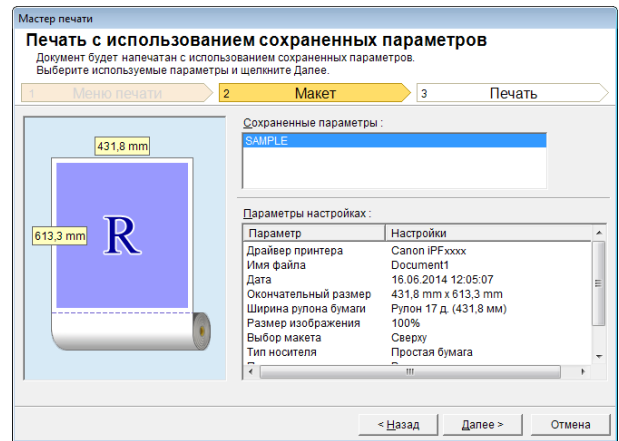 Мастер печати
Печать с использованием сохраненных параметров
Документ будет напечатан с использованием сохраненных параметров.
Выберите используемые параметры и щелкните Далее.
1 Меню печати 2 Макет 3 Печать
Сохраненные параметры :
SAMPLE
431,8 mm
613,3 mm
R
Параметры настройках :
Параметр Настройки
Драйвер принтера Canon iPFxxxx
Имя файла Document1
Дата 16.06.2014 12:05:07
Окончательный размер 431,8 mm x 613,3 mm
Ширина рулона бумаги Рулон 17 д. (431,8 мм)
Размер изображения 100%
Выбор макета Сверху
Тип носителя Простая бумага
< Назад Далее > Отмена